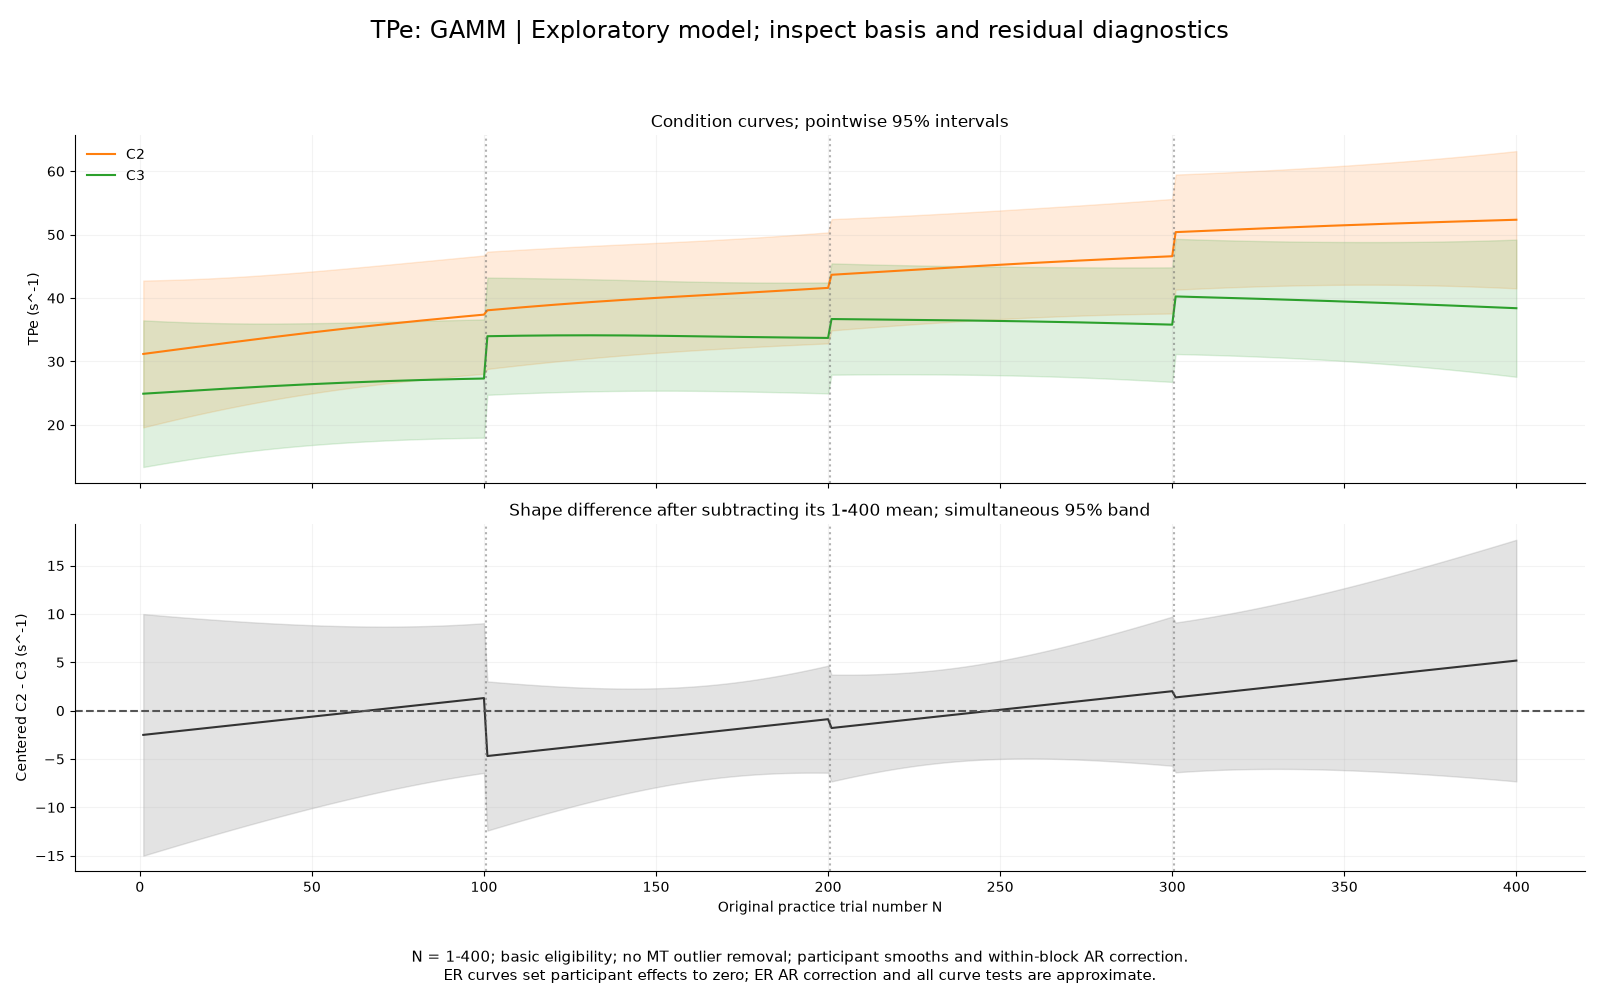 TPe: GAMM | Exploratory model; inspect basis and residual diagnostics
Condition curves; pointwise 95% intervals
C2
C3
60
50
40
30
20
TPe (s^-1)
Shape difference after subtracting its 1-400 mean; simultaneous 95% band
15
10
5
0
−5
−10
−15
Centered C2 - C3 (s^-1)
0
50
100
150
200
250
300
350
400
Original practice trial number N
N = 1-400; basic eligibility; no MT outlier removal; participant smooths and within-block AR correction.
ER curves set participant effects to zero; ER AR correction and all curve tests are approximate.